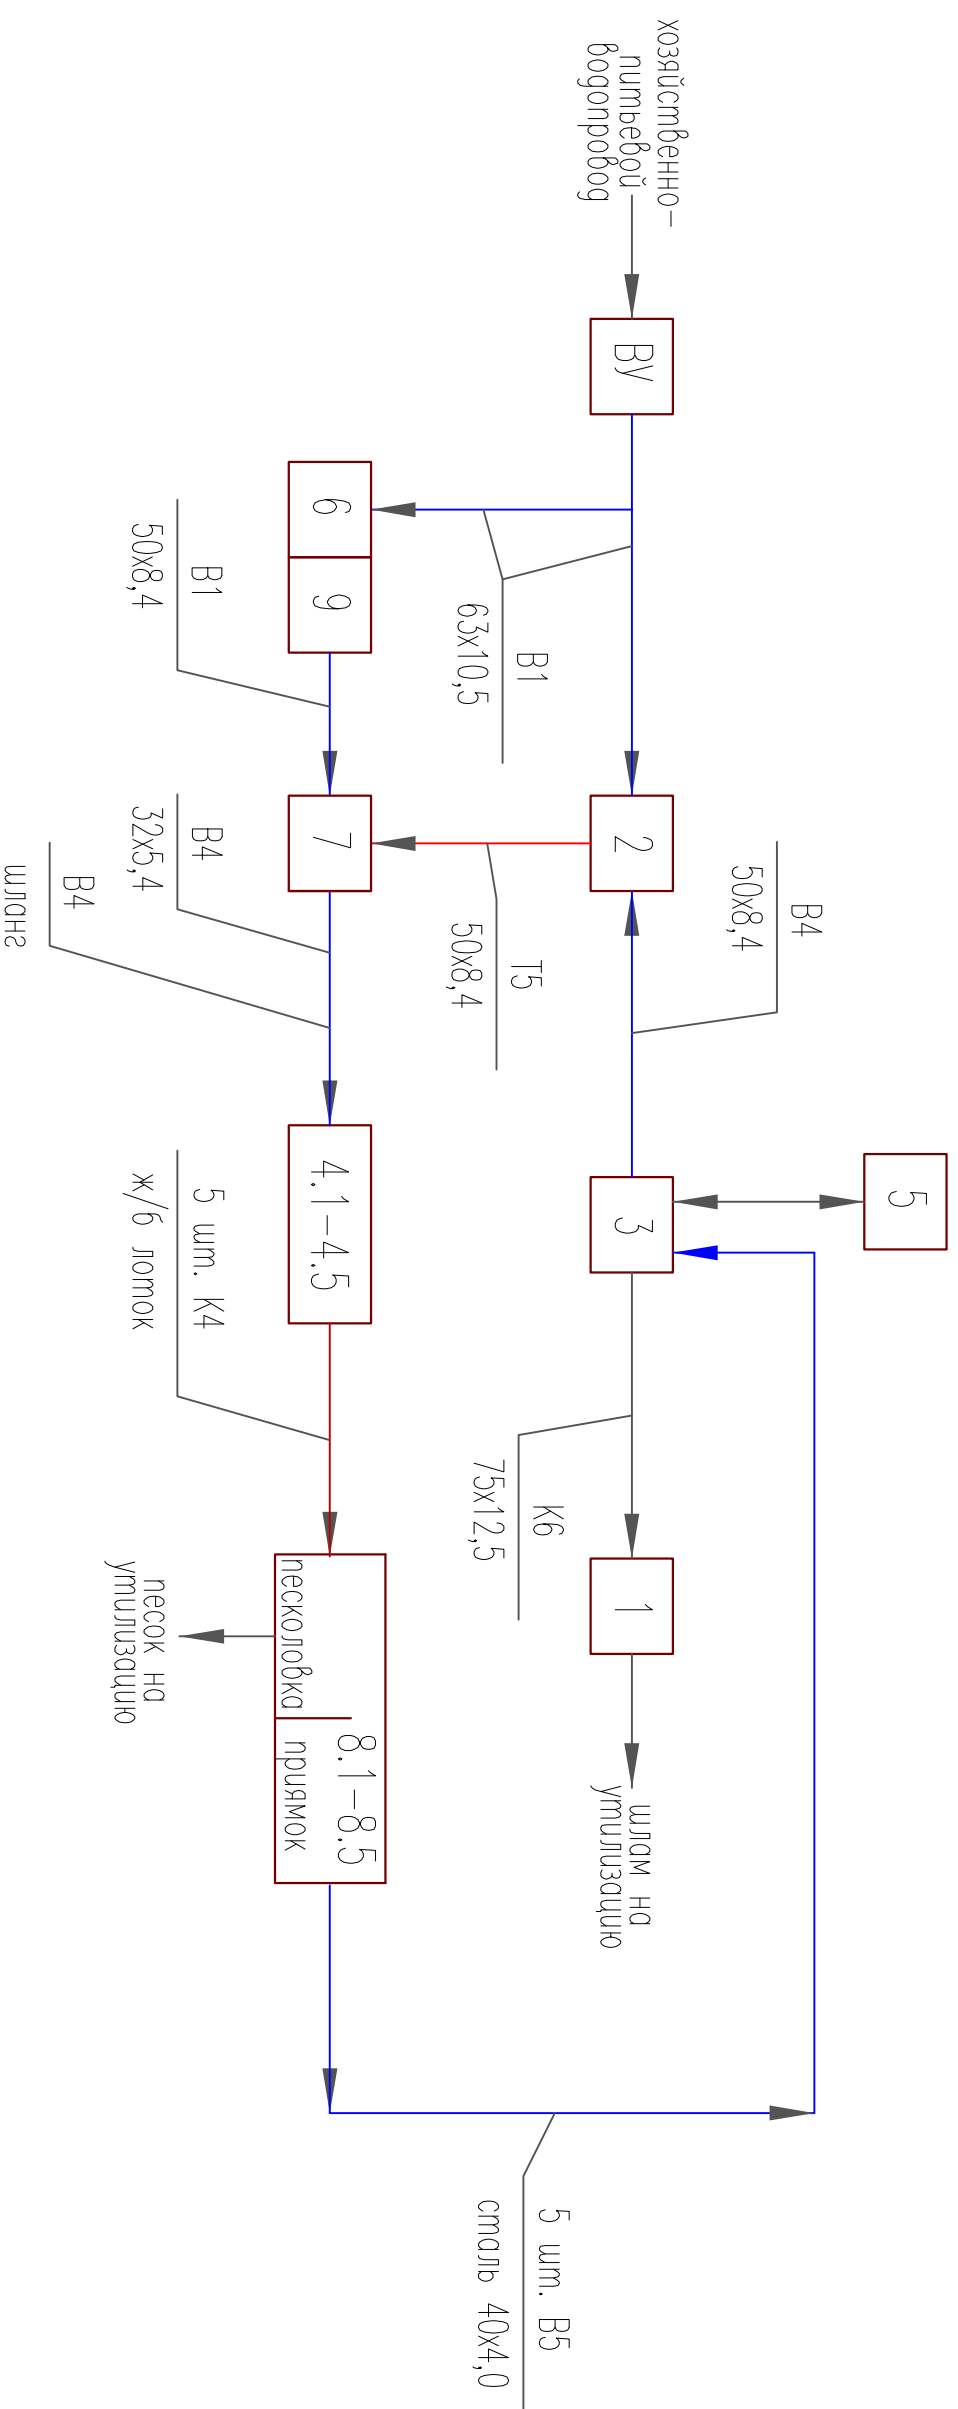 хозяйственно-
питьевой
водопровод
ВУ
В1
63х10,5
2
В4
50х8,4
3
5
К6
75х12,5
1
шлам на
утилизацию
6
9
В1
50х8,4
7
Т5
50х8,4
В4
32х5,4
В4
шланг
4.1-4.5
5 шт. К4
ж/б лоток
8.1-8.5
песколовка
приямок
песок на
утилизацию
5 шт. В5
сталь 40х4,0